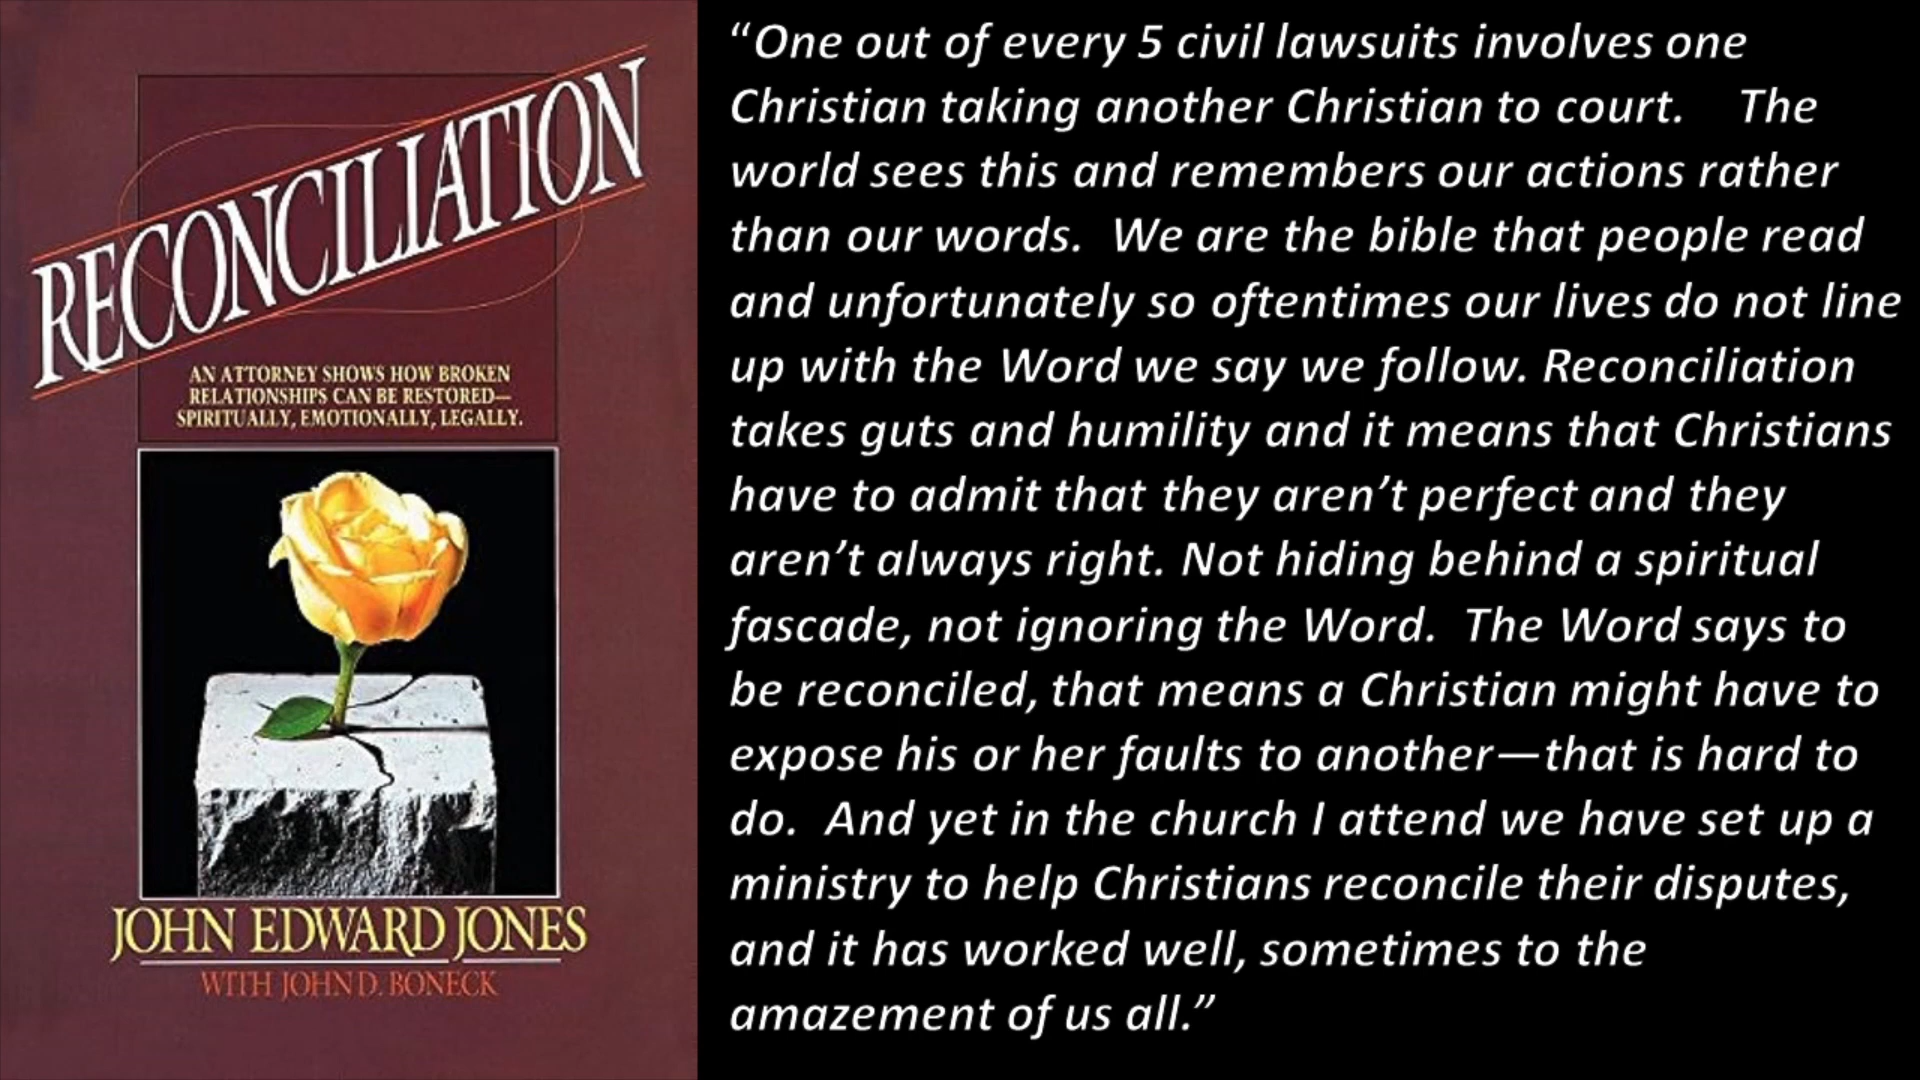 RECONCILIATION
AN ATTORNEY SHOWS HOW BROKEN
RELATIONSHIPS CAN BE RESTORED—
SPIRITUALLY, EMOTIONALLY, LEGALLY.
JOHN EDWARD JONES
WITH JOHN D. BONECK
“One out of every 5 civil lawsuits involves one
Christian taking another Christian to court. The
world sees this and remembers our actions rather
than our words. We are the bible that people read
and unfortunately so oftentimes our lives do not line
up with the Word we say we follow. Reconciliation
takes guts and humility and it means that Christians
have to admit that they aren’t perfect and they
aren’t always right. Not hiding behind a spiritual
fascade, not ignoring the Word. The Word says to
be reconciled, that means a Christian might have to
expose his or her faults to another—that is hard to
do. And yet in the church I attend we have set up a
ministry to help Christians reconcile their disputes,
and it has worked well, sometimes to the
amazement of us all.”